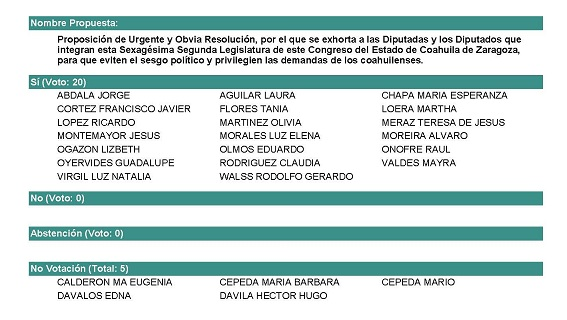 Nombre Propuesta:
Proposición de Urgente y Obvia Resolución, por el que se exhorta a las Diputadas y los Diputados que
integran esta Sexagésima Segunda Legislatura de este Congreso del Estado de Coahuila de Zaragoza,
para que eviten el sesgo político y privilegien las demandas de los coahuilenses.
Sí (Voto: 20)
ABDALA JORGE AGUILAR LAURA CHAPA MARIA ESPERANZA
CORTEZ FRANCISCO JAVIER FLORES TANIA LOERA MARTHA
LOPEZ RICARDO MARTINEZ OLIVIA MERAZ TERESA DE JESUS
MONTEMAYOR JESUS MORALES LUZ ELENA MOREIRA ALVARO
OGAZON LIZBETH OLMOS EDUARDO ONOFRE RAUL
OYERVIDES GUADALUPE RODRIGUEZ CLAUDIA VALDES MAYRA
VIRGIL LUZ NATALIA WALSS RODOLFO GERARDO
No (Voto: 0)
Abstención (Voto: 0)
No Votación (Total: 5)
CALDERON MA EUGENIA CEPEDA MARIA BARBARA CEPEDA MARIO
DAVALOS EDNA DAVILA HECTOR HUGO